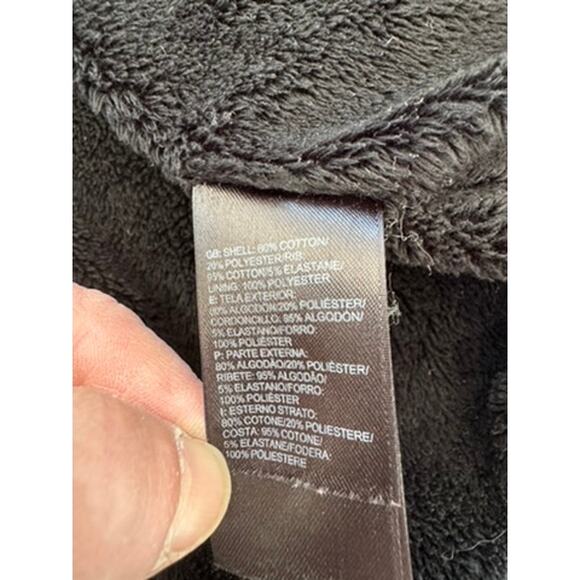 GB: SHELL: 80% COTTON/
20% POLYESTER/RIB:
95% COTTON/5% ELASTANE/
LINING: 100% POLYESTER
E: TELA EXTERIOR:
80% ALGODÓN/20% POLIÉSTER/
CORDONCILLO: 95% ALGODÓN/
5% ELASTANO/FORRO:
100% POLIÉSTER
P: PARTE EXTERNA:
80% ALGODÃO/20% POLIÉSTER/
RIBETE: 95% ALGODÃO/
5% ELASTANO/FORRO:
100% POLIÉSTER
I: ESTERNO STRATO:
80% COTONE/20% POLIESTERE/
COSTA: 95% COTONE/
5% ELASTANE/FODERA:
100% POLIESTERE